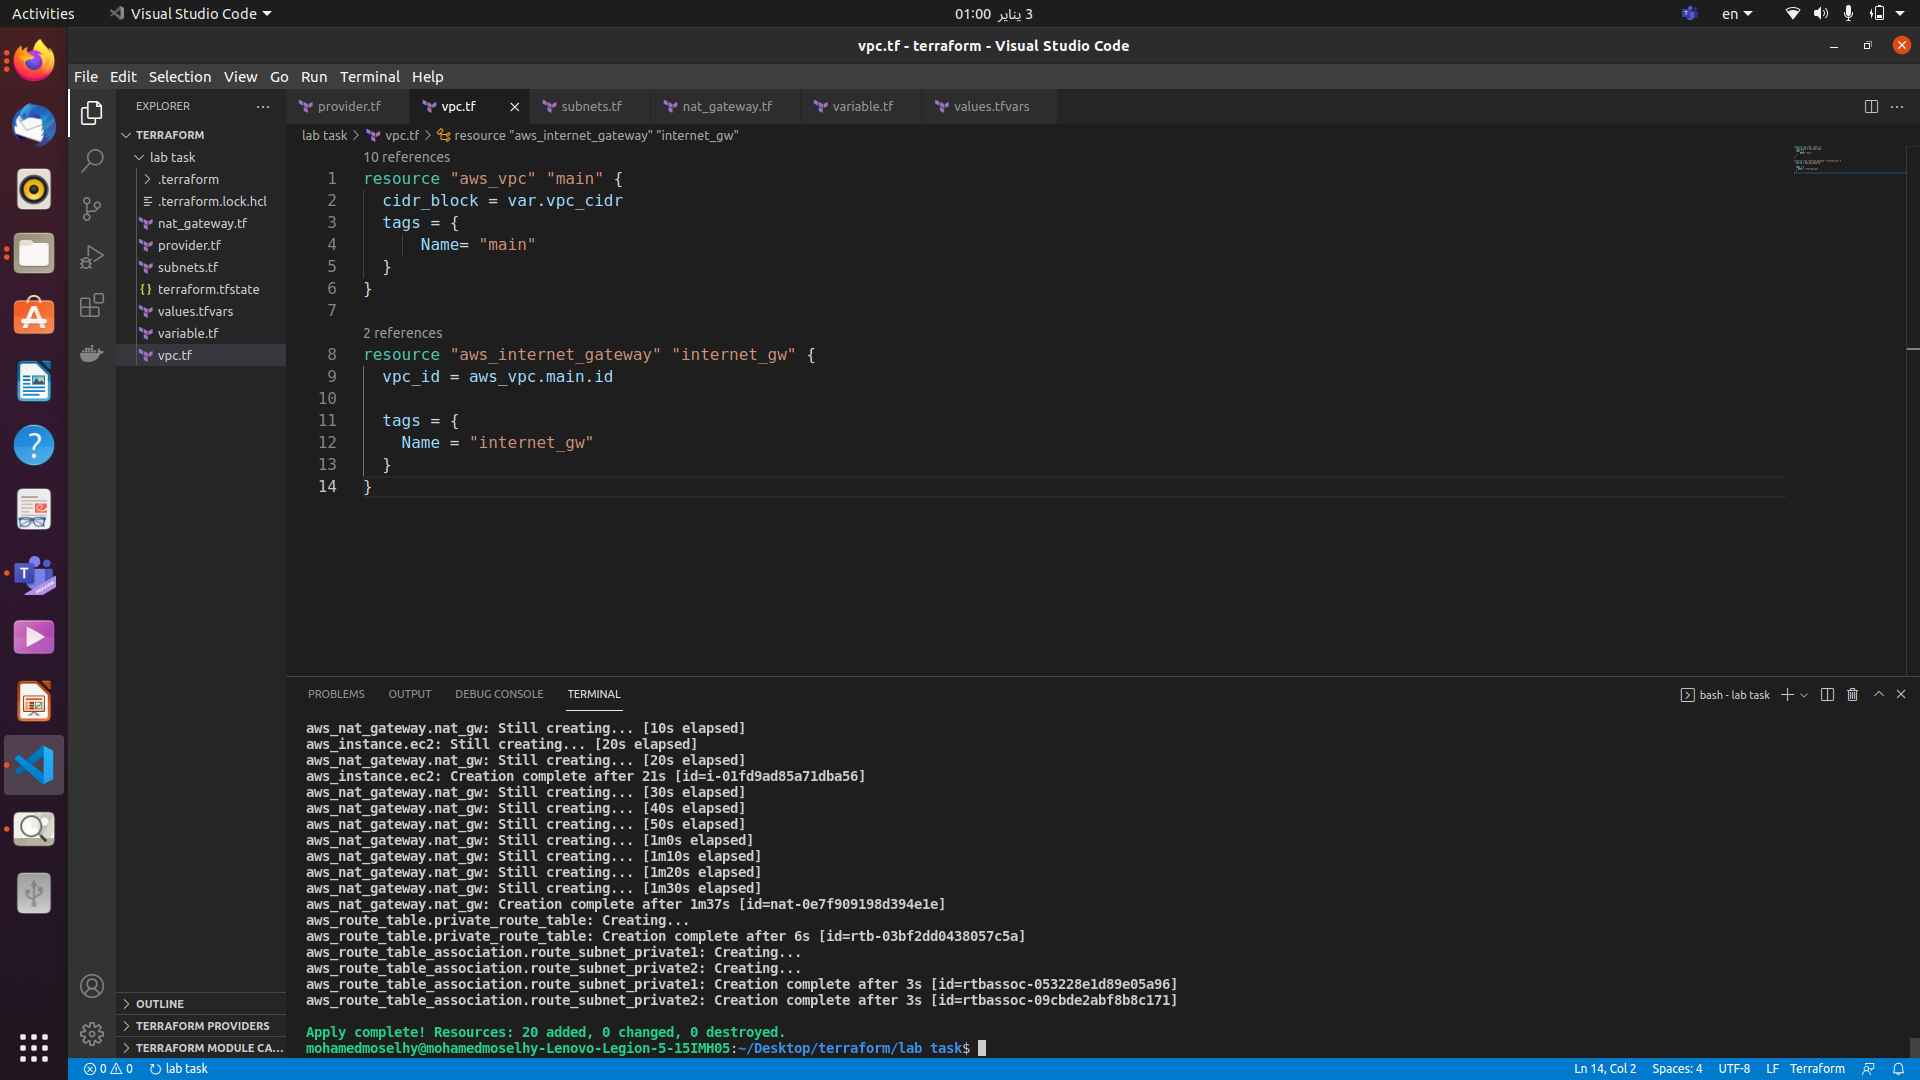 Activities
Visual Studio Code
3 يناير 01:00
en
vpc.tf - terraform - Visual Studio Code
File Edit Selection View Go Run Terminal Help
EXPLORER
TERRAFORM
lab task
.terraform
.terraform.lock.hcl
nat_gateway.tf
provider.tf
subnets.tf
terraform.tfstate
values.tfvars
variable.tf
vpc.tf
OUTLINE
TERRAFORM PROVIDERS
TERRAFORM MODULE CA...
provider.tf vpc.tf subnets.tf nat_gateway.tf variable.tf values.tfvars
lab task > vpc.tf > resource "aws_internet_gateway" "internet_gw"
10 references
1 resource "aws_vpc" "main" {
2 cidr_block = var.vpc_cidr
3 tags = {
4 Name= "main"
5 }
6 }
7
2 references
8 resource "aws_internet_gateway" "internet_gw" {
9 vpc_id = aws_vpc.main.id
10
11 tags = {
12 Name = "internet_gw"
13 }
14 }
PROBLEMS OUTPUT DEBUG CONSOLE TERMINAL
bash - lab task
aws_nat_gateway.nat_gw: Still creating... [10s elapsed]
aws_instance.ec2: Still creating... [20s elapsed]
aws_nat_gateway.nat_gw: Still creating... [20s elapsed]
aws_instance.ec2: Creation complete after 21s [id=i-01fd9ad85a71dba56]
aws_nat_gateway.nat_gw: Still creating... [30s elapsed]
aws_nat_gateway.nat_gw: Still creating... [40s elapsed]
aws_nat_gateway.nat_gw: Still creating... [50s elapsed]
aws_nat_gateway.nat_gw: Still creating... [1m0s elapsed]
aws_nat_gateway.nat_gw: Still creating... [1m10s elapsed]
aws_nat_gateway.nat_gw: Still creating... [1m20s elapsed]
aws_nat_gateway.nat_gw: Still creating... [1m30s elapsed]
aws_nat_gateway.nat_gw: Creation complete after 1m37s [id=nat-0e7f909198d394e1e]
aws_route_table.private_route_table: Creating...
aws_route_table.private_route_table: Creation complete after 6s [id=rtb-03bf2dd0438057c5a]
aws_route_table_association.route_subnet_private1: Creating...
aws_route_table_association.route_subnet_private2: Creating...
aws_route_table_association.route_subnet_private1: Creation complete after 3s [id=rtbassoc-053228e1d89e05a96]
aws_route_table_association.route_subnet_private2: Creation complete after 3s [id=rtbassoc-09cbde2abf8b8c171]
Apply complete! Resources: 20 added, 0 changed, 0 destroyed.
mohamedmoselhy@mohamedmoselhy-Lenovo-Legion-5-15IMH05:~/Desktop/terraform/lab task$
0 0 lab task
Ln 14, Col 2 Spaces: 4 UTF-8 LF Terraform